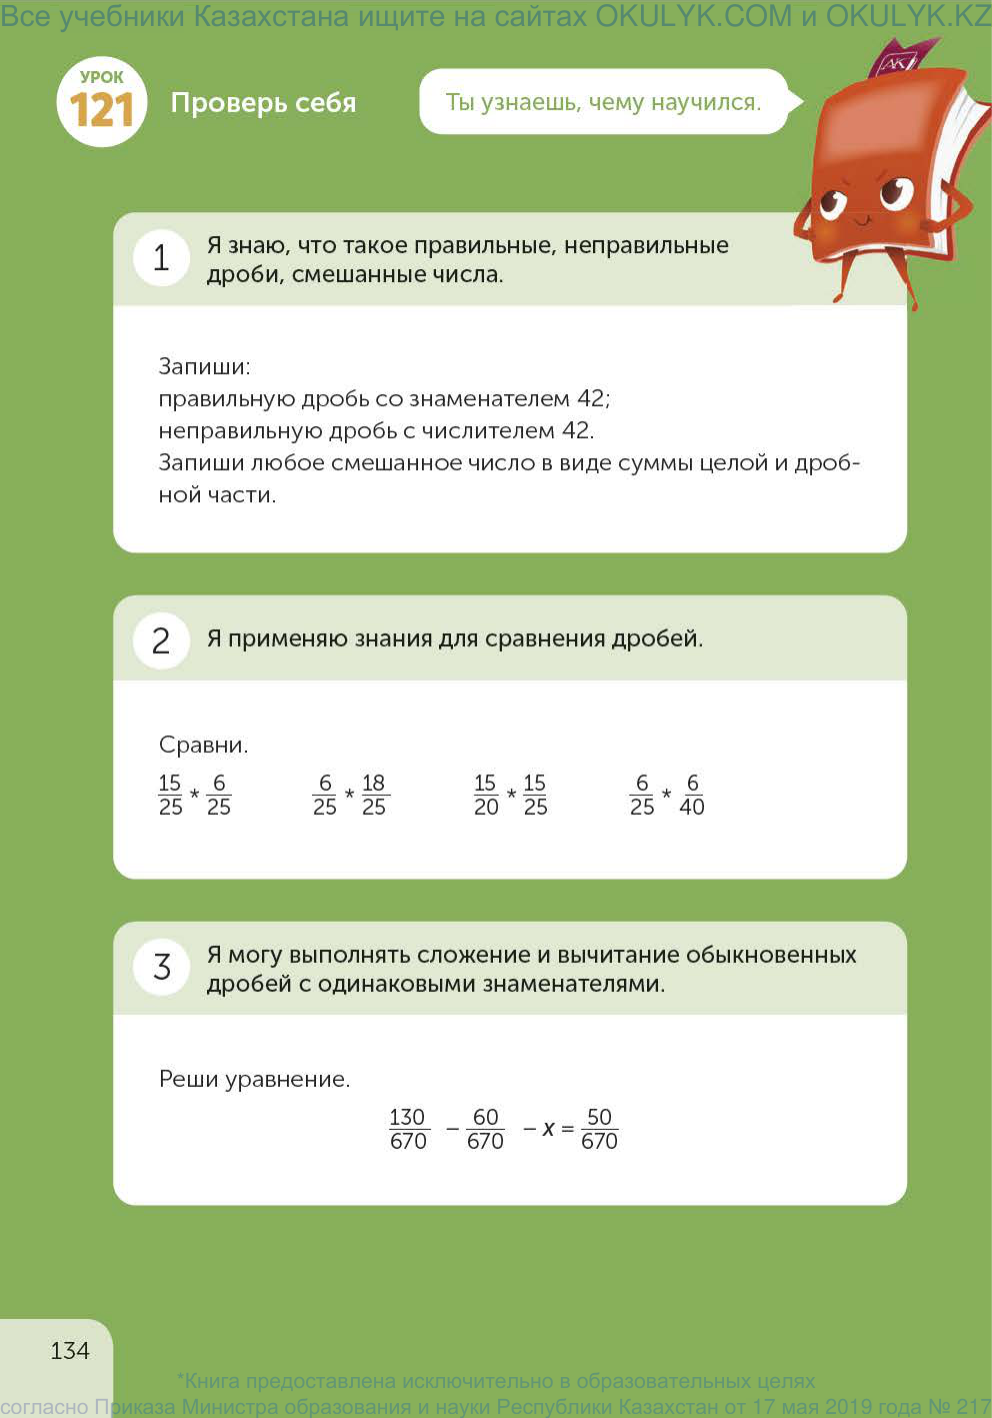 Все учебники Казахстана ищите на сайтах OKULYK.COM и OKULYK.KZ
УРОК
121
Проверь себя
Ты узнаешь, чему научился.
АК
1
Я знаю, что такое правильные, неправильные
дроби, смешанные числа.
Запиши:
правильную дробь со знаменателем 42;
неправильную дробь с числителем 42.
Запиши любое смешанное число в виде суммы целой и дроб-
ной части.
2
Я применяю знания для сравнения дробей.
Сравни.
15/25 * 6/25 6/25 * 18/25 15/20 * 15/25 6/25 * 6/40
3
Я могу выполнять сложение и вычитание обыкновенных
дробей с одинаковыми знаменателями.
Реши уравнение.
130/670 – 60/670 – x = 50/670
134
*Книга предоставлена исключительно в образовательных целях
согласно Приказа Министра образования и науки Республики Казахстан от 17 мая 2019 года № 217